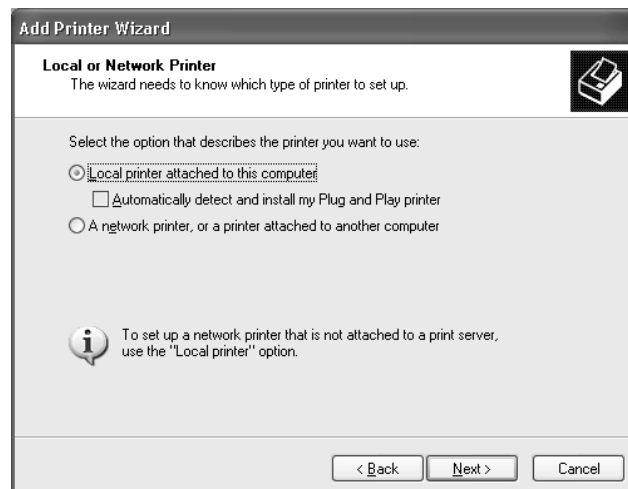 Add Printer Wizard
Local or Network Printer
The wizard needs to know which type of printer to set up.
Select the option that describes the printer you want to use:
Local printer attached to this computer
Automatically detect and install my Plug and Play printer
A network printer, or a printer attached to another computer
To set up a network printer that is not attached to a print server,
use the "Local printer" option.
< Back Next > Cancel